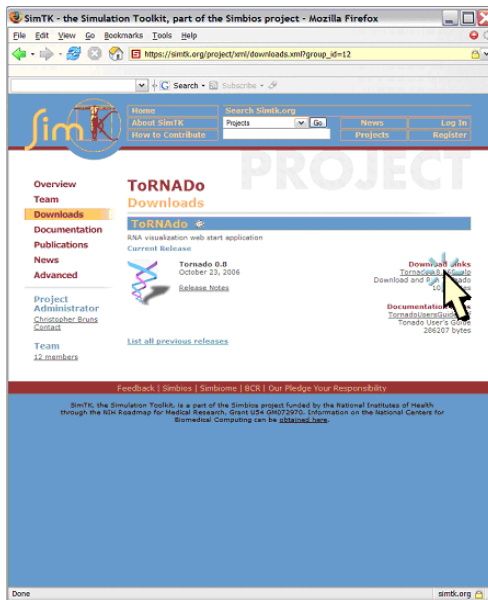 SimTK - the Simulation Toolkit, part of the Simbios project - Mozilla Firefox
File Edit View Go Bookmarks Tools Help
https://simtk.org/project/xml/downloads.xml?group_id=12
G Search Subscribe
SimTK
Home
About SimTK
How to Contribute
Search Simtk.org
Projects Go
News Log In
Projects Register
PROJECT
Overview
Team
Downloads
Documentation
Publications
News
Advanced
Project
Administrator
Christopher Bruns
Contact
Team
12 members
ToRNADo
Downloads
ToRNAdo
RNA visualization web start application
Current Release
Tornado 0.8
October 23, 2006
Release Notes
Download Links
Download and Run
Documentation
TornadoUsersGuide
Tonado User's Guide
286207 bytes
List all previous releases
Feedback | Simbios | Simbiome | BCR | Our Pledge Your Responsibility
SimTK, the Simulation Toolkit, is a part of the Simbios project funded by the National Institutes of Health
through the NIH Roadmap for Medical Research, Grant U54 GM072970. Information on the National Centers for
Biomedical Computing can be obtained here.
Done simtk.org